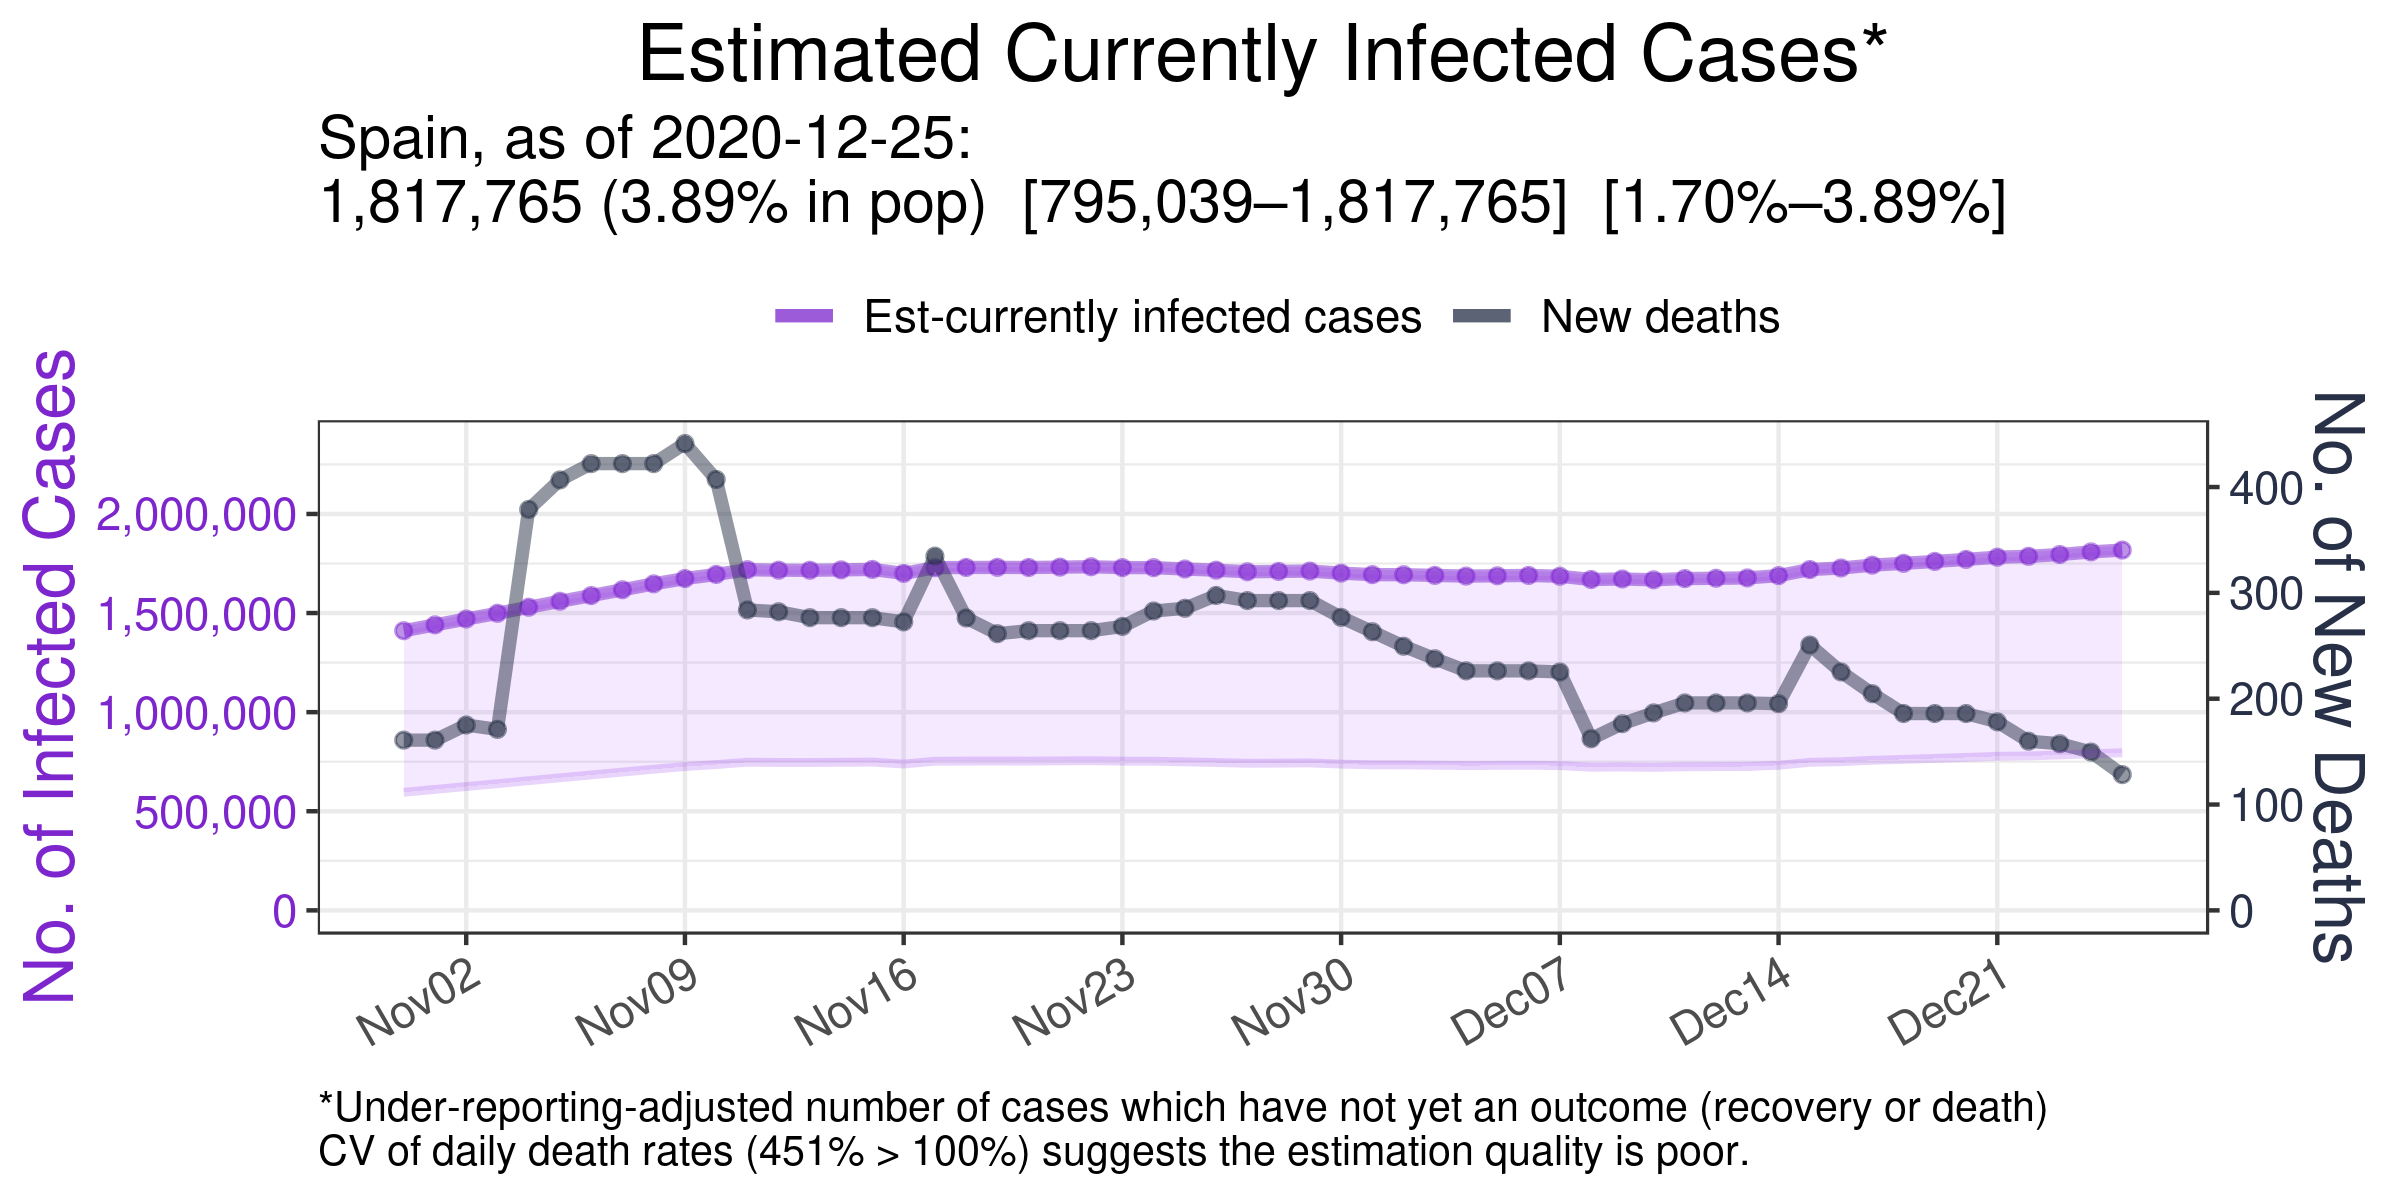 Estimated Currently Infected Cases*
Spain, as of 2020-12-25:
1,817,765 (3.89% in pop) [795,039–1,817,765] [1.70%–3.89%]
Est-currently infected cases
New deaths
No. of Infected Cases
2,000,000
1,500,000
1,000,000
500,000
0
400
300
200
100
0
No. of New Deaths
Nov02
Nov09
Nov16
Nov23
Nov30
Dec07
Dec14
Dec21
*Under-reporting-adjusted number of cases which have not yet an outcome (recovery or death)
CV of daily death rates (451% > 100%) suggests the estimation quality is poor.